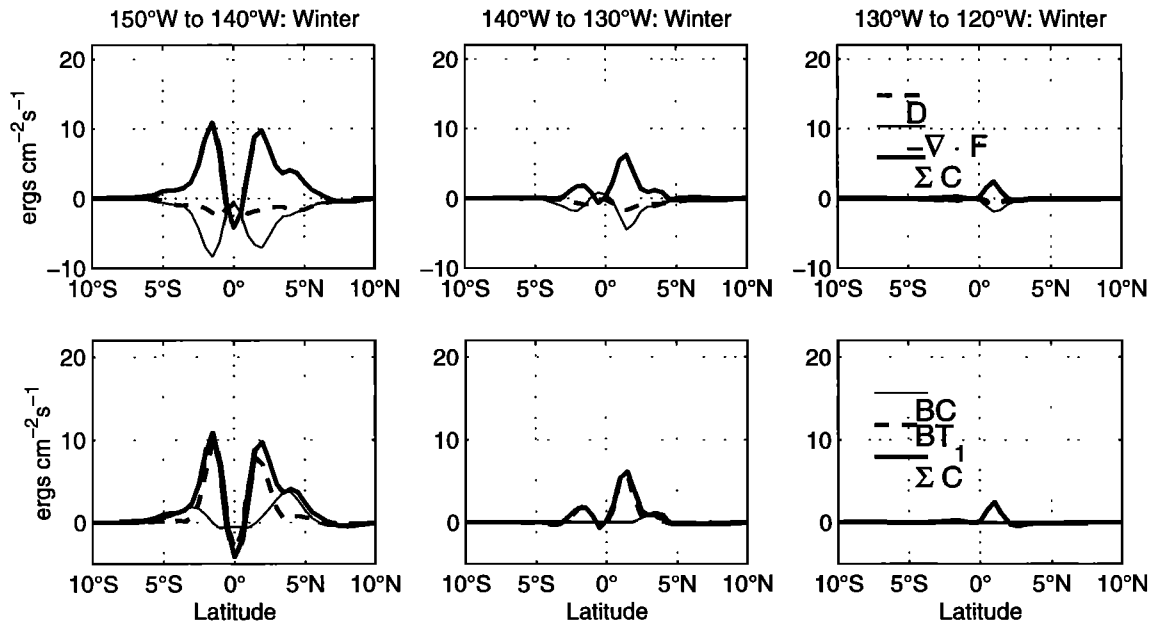 150°W to 140°W: Winter
140°W to 130°W: Winter
130°W to 120°W: Winter
ergs cm⁻²s⁻¹
20
10
0
−10
10°S 5°S 0° 5°N 10°N
20
10
0
−10
10°S 5°S 0° 5°N 10°N
20
10
0
−10
10°S 5°S 0° 5°N 10°N
D
−∇ · F
Σ C
ergs cm⁻²s⁻¹
20
10
0
10°S 5°S 0° 5°N 10°N
Latitude
20
10
0
10°S 5°S 0° 5°N 10°N
Latitude
20
10
0
10°S 5°S 0° 5°N 10°N
Latitude
BC
BT₁
Σ C